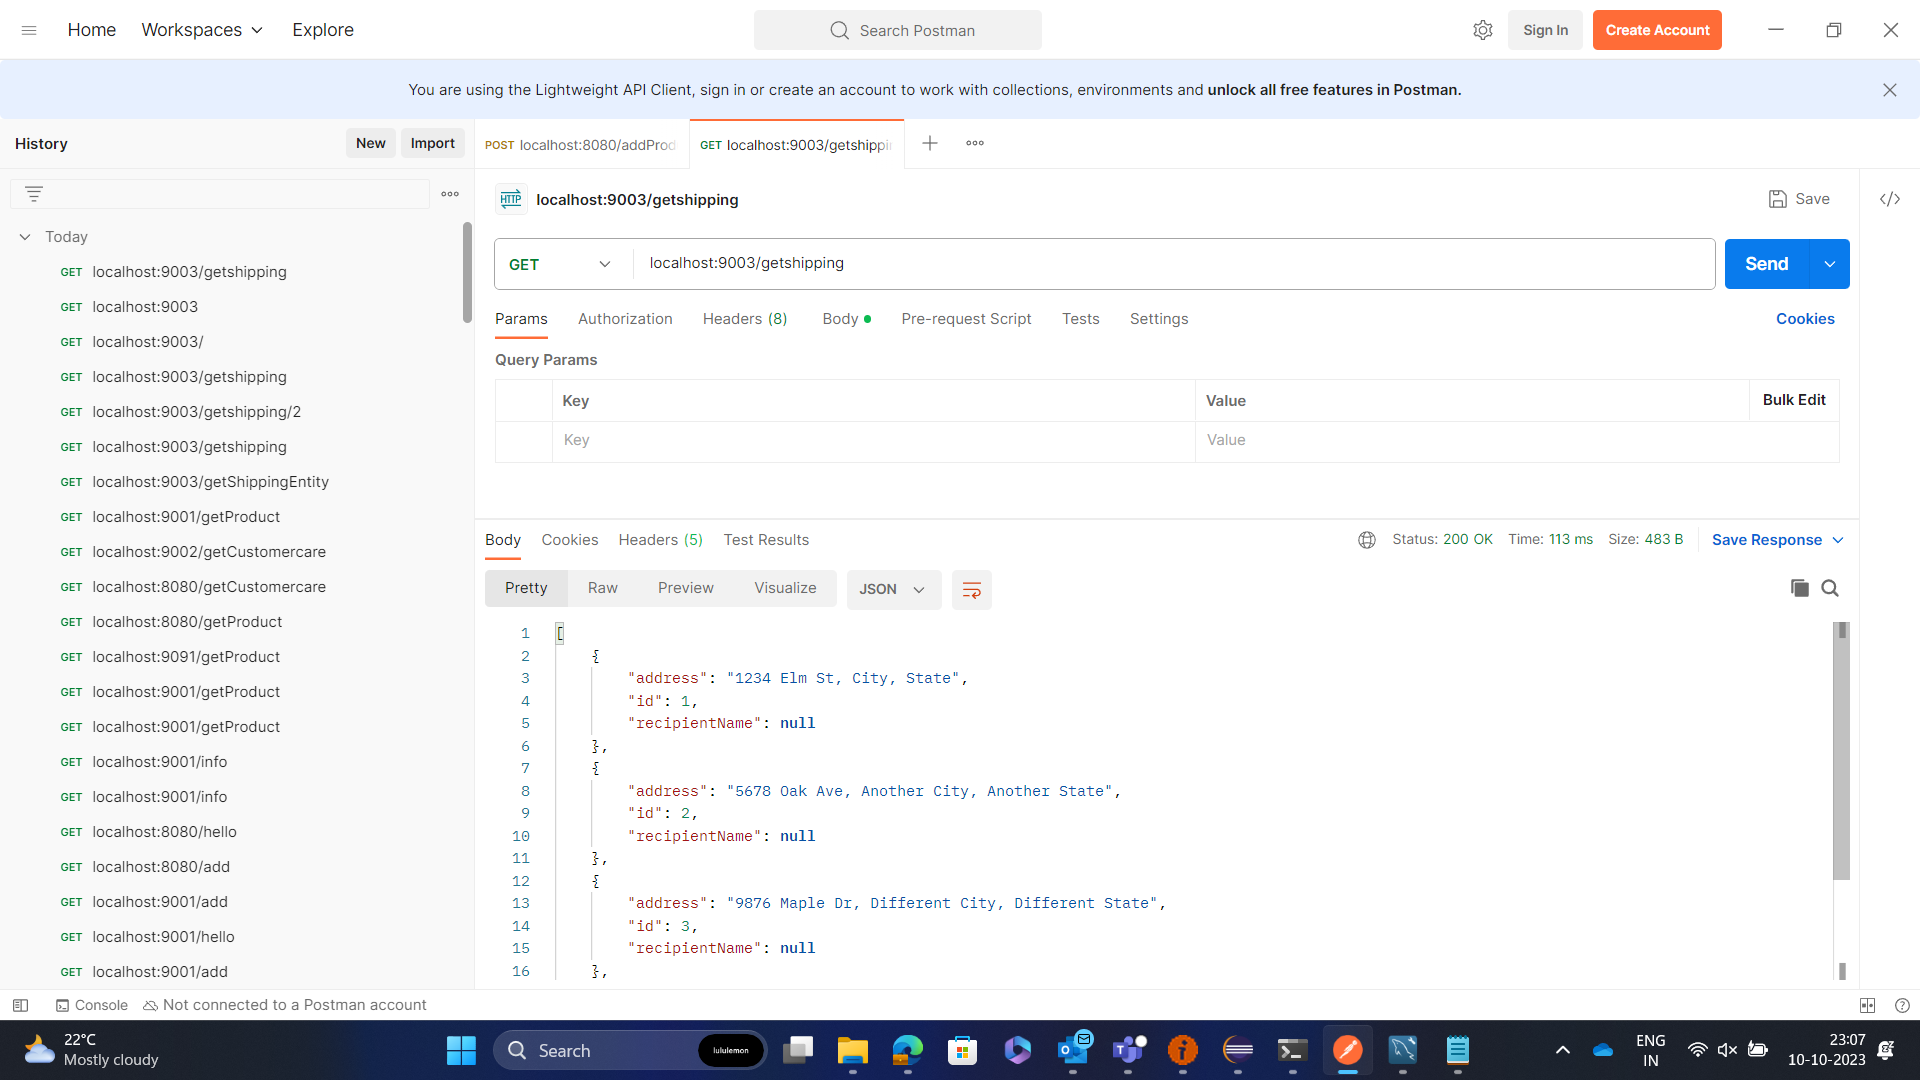 Home
Workspaces
Explore
Search Postman
Sign In
Create Account
You are using the Lightweight API Client, sign in or create an account to work with collections, environments and unlock all free features in Postman.
History
New
Import
POST localhost:8080/addProd
GET localhost:9003/getshippi
Today
GET localhost:9003/getshipping
GET localhost:9003
GET localhost:9003/
GET localhost:9003/getshipping
GET localhost:9003/getshipping/2
GET localhost:9003/getshipping
GET localhost:9003/getShippingEntity
GET localhost:9001/getProduct
GET localhost:9002/getCustomercare
GET localhost:8080/getCustomercare
GET localhost:8080/getProduct
GET localhost:9091/getProduct
GET localhost:9001/getProduct
GET localhost:9001/getProduct
GET localhost:9001/info
GET localhost:9001/info
GET localhost:8080/hello
GET localhost:8080/add
GET localhost:9001/add
GET localhost:9001/hello
GET localhost:9001/add
HTTP localhost:9003/getshipping
Save
</>
GET localhost:9003/getshipping
Send
Params Authorization Headers (8) Body Pre-request Script Tests Settings
Cookies
Query Params
Key Value Bulk Edit
Key Value
Body Cookies Headers (5) Test Results
Status: 200 OK Time: 113 ms Size: 483 B
Save Response
Pretty Raw Preview Visualize
JSON
1 [
2 {
3 "address": "1234 Elm St, City, State",
4 "id": 1,
5 "recipientName": null
6 },
7 {
8 "address": "5678 Oak Ave, Another City, Another State",
9 "id": 2,
10 "recipientName": null
11 },
12 {
13 "address": "9876 Maple Dr, Different City, Different State",
14 "id": 3,
15 "recipientName": null
16 },
Console
Not connected to a Postman account
22°C
Mostly cloudy
Search
lululemon
ENG
IN
23:07
10-10-2023